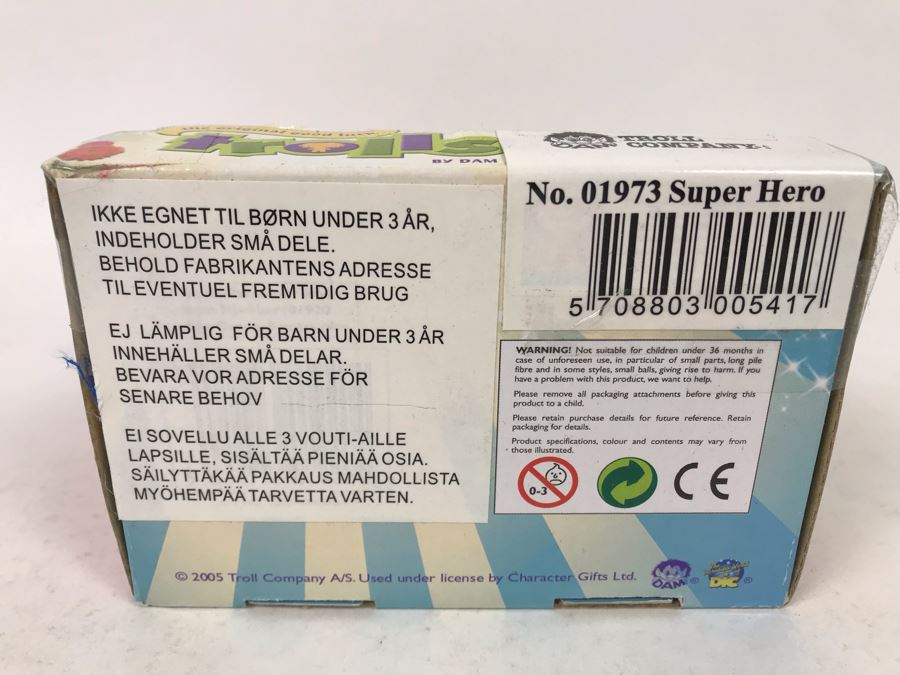 trolls
BY DAM
TROLL
COMPANY
No. 01973 Super Hero
5 708803 005417
IKKE EGNET TIL BØRN UNDER 3 ÅR,
INDEHOLDER SMÅ DELE.
BEHOLD FABRIKANTENS ADRESSE
TIL EVENTUEL FREMTIDIG BRUG
EJ LÄMPLIG FÖR BARN UNDER 3 ÅR
INNEHÄLLER SMÅ DELAR.
BEVARA VOR ADRESSE FÖR
SENARE BEHOV
EI SOVELLU ALLE 3 VOUTI-AILLE
LAPSILLE, SISÄLTÄÄ PIENIÄÄ OSIA.
SÄILYTTÄKÄÄ PAKKAUS MAHDOLLISTA
MYÖHEMPÄÄ TARVETTA VARTEN.
WARNING! Not suitable for children under 36 months in
case of unforeseen use, in particular of small parts, long pile
fibre and in some styles, small balls, giving rise to harm. If you
have a problem with this product, we want to help.
Please remove all packaging attachments before giving this
product to a child.
Please retain purchase details for future reference. Retain
packaging for details.
Product specifications, colour and contents may vary from
those illustrated.
0-3
CE
© 2005 Troll Company A/S. Used under license by Character Gifts Ltd.
DAM ®
DIC ®